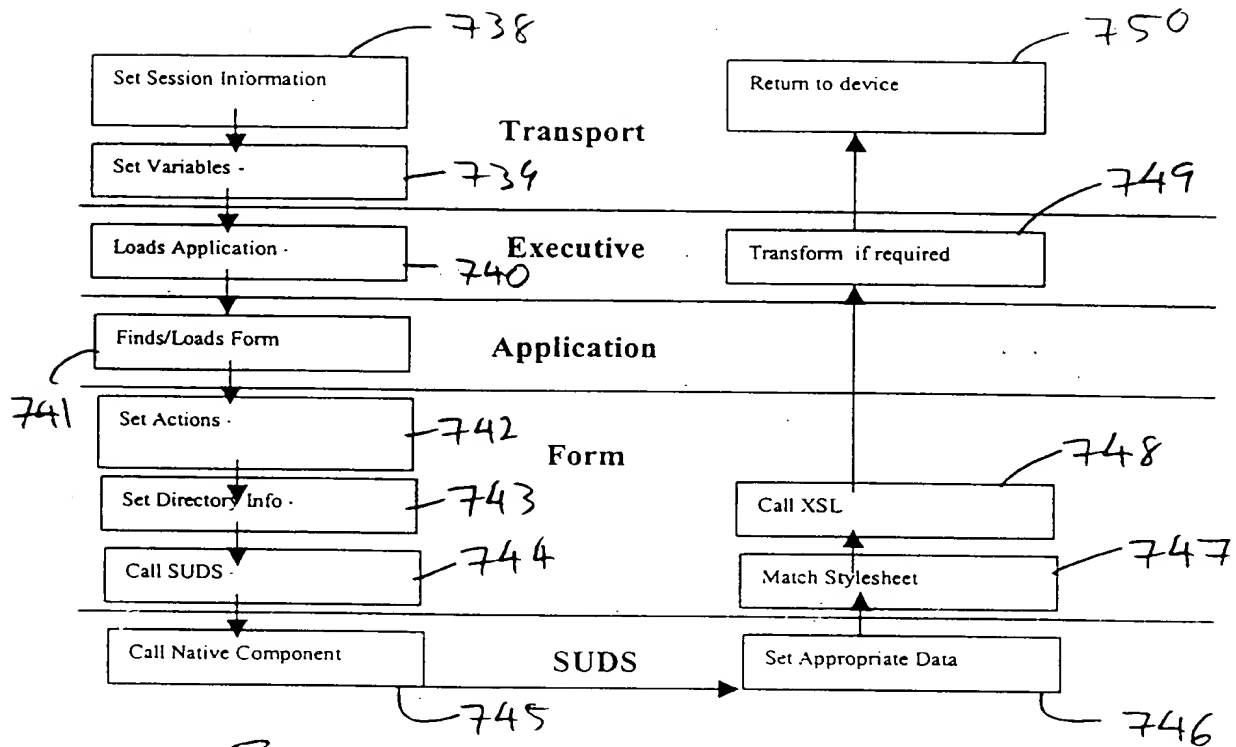 738
750
Set Session Information
Return to device
Transport
Set Variables -
739
749
Loads Application -
Executive
Transform if required
740
Finds/Loads Form
Application
741
Set Actions -
742
Form
748
Set Directory Info -
743
Call XSL
Call SUDS -
744
747
Match Stylesheet
Call Native Component
SUDS
Set Appropriate Data
745
746